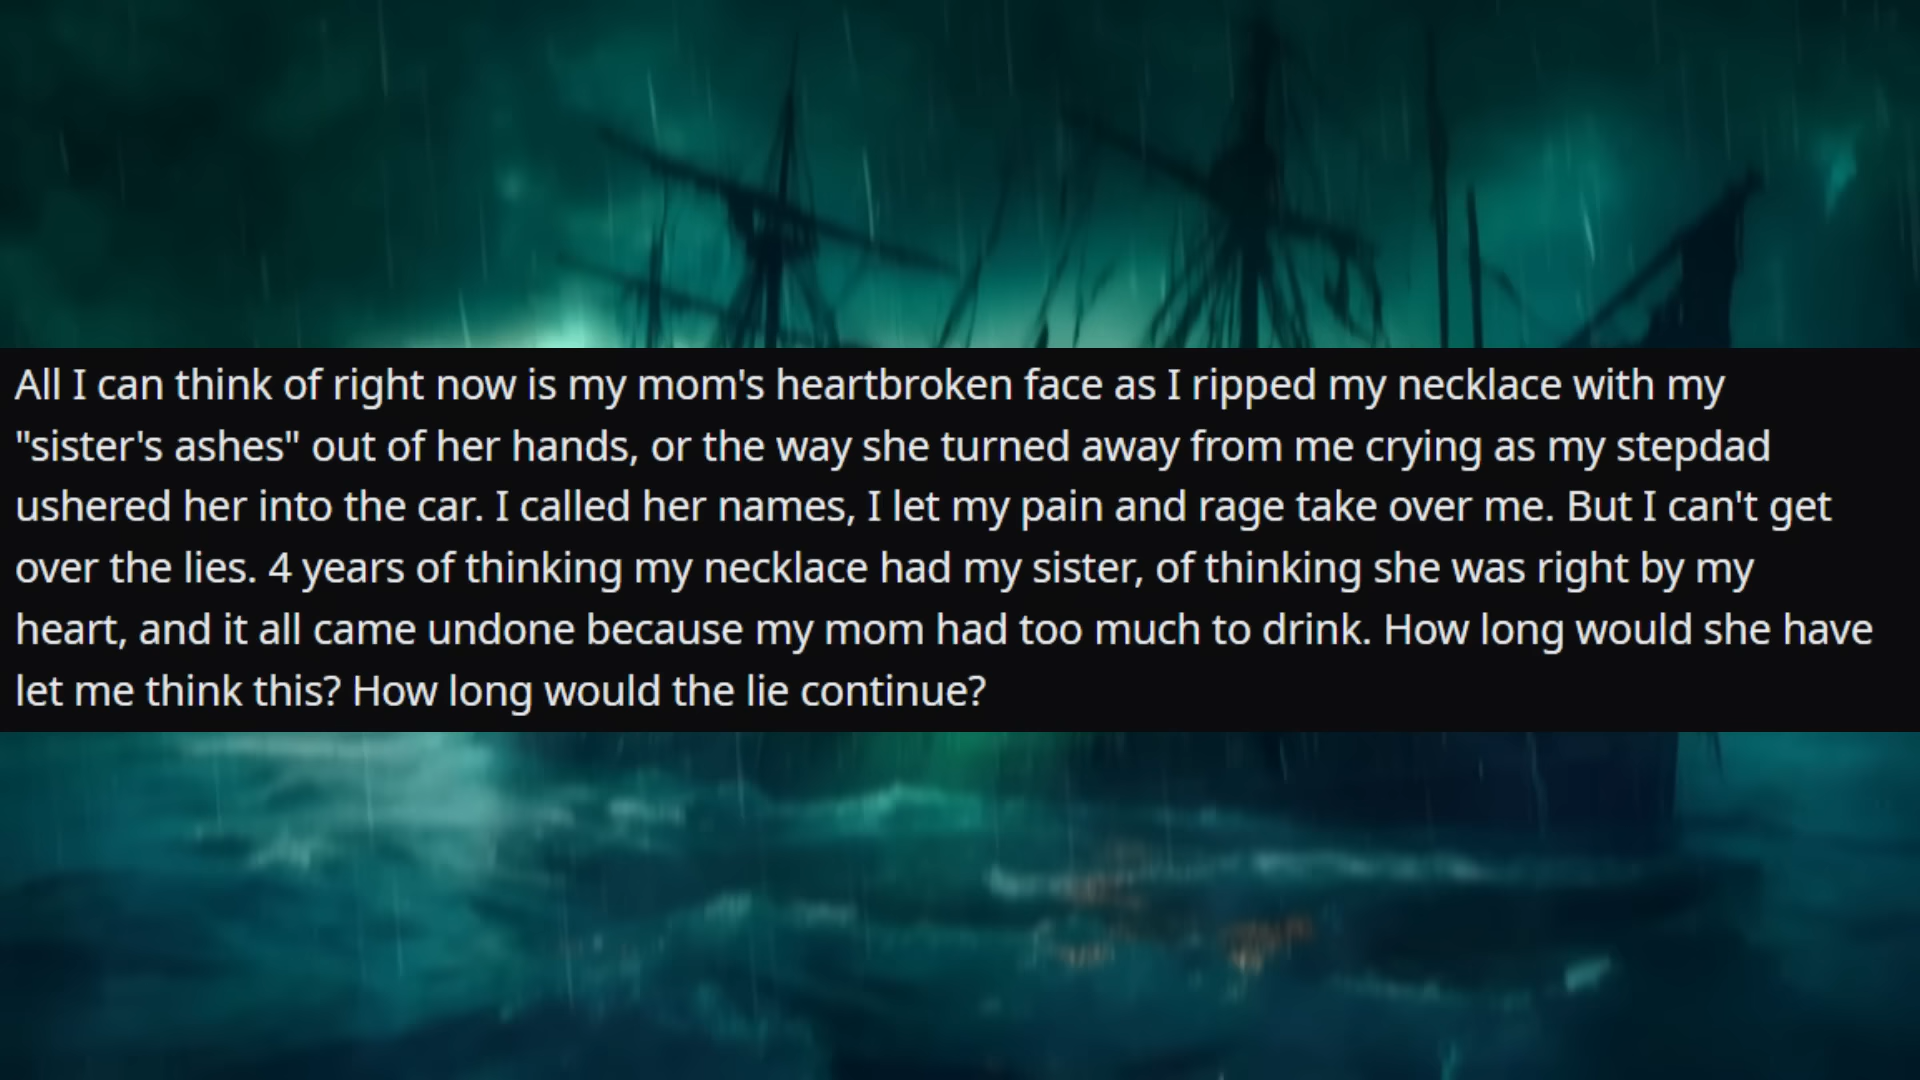 All I can think of right now is my mom's heartbroken face as I ripped my necklace with my
"sister's ashes" out of her hands, or the way she turned away from me crying as my stepdad
ushered her into the car. I called her names, I let my pain and rage take over me. But I can't get
over the lies. 4 years of thinking my necklace had my sister, of thinking she was right by my
heart, and it all came undone because my mom had too much to drink. How long would she have
let me think this? How long would the lie continue?